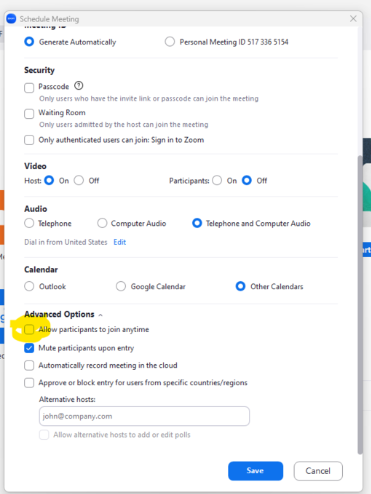 Schedule Meeting
Meeting ID
Generate Automatically
Personal Meeting ID 517 336 5154
Security
Passcode
Only users who have the invite link or passcode can join the meeting
Waiting Room
Only users admitted by the host can join the meeting
Only authenticated users can join: Sign in to Zoom
Video
Host: On Off Participants: On Off
Audio
Telephone Computer Audio Telephone and Computer Audio
Dial in from United States Edit
Calendar
Outlook Google Calendar Other Calendars
Advanced Options
Allow participants to join anytime
Mute participants upon entry
Automatically record meeting in the cloud
Approve or block entry for users from specific countries/regions
Alternative hosts:
john@company.com
Allow alternative hosts to add or edit polls
Save Cancel